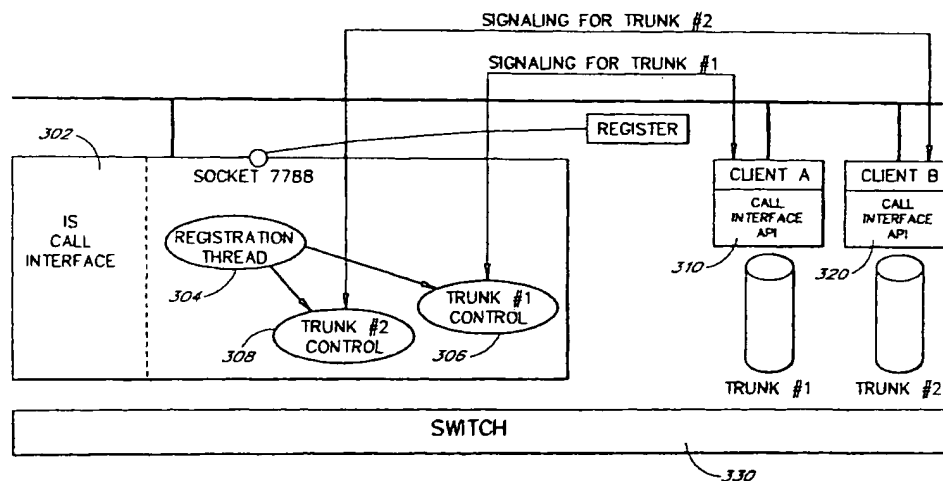 SIGNALING FOR TRUNK #2
SIGNALING FOR TRUNK #1
302
REGISTER
SOCKET 7788
IS
CALL
INTERFACE
REGISTRATION
THREAD
304
TRUNK #2
CONTROL
308
TRUNK #1
CONTROL
306
CLIENT A
CALL
INTERFACE
API
310
CLIENT B
CALL
INTERFACE
API
320
TRUNK #1
TRUNK #2
SWITCH
330